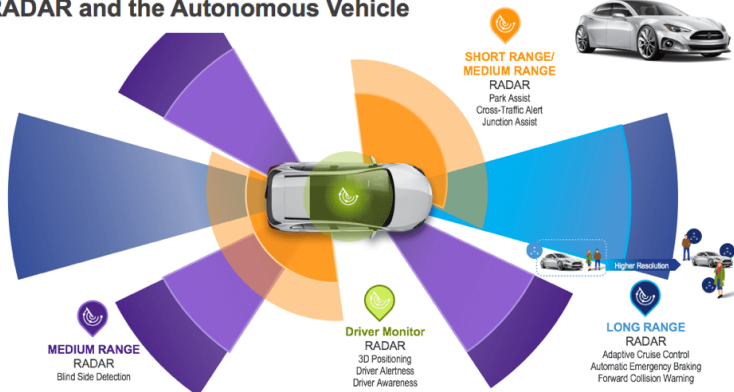 RADAR and the Autonomous Vehicle
SHORT RANGE/
MEDIUM RANGE
RADAR
Park Assist
Cross-Traffic Alert
Junction Assist
Higher Resolution
MEDIUM RANGE
RADAR
Blind Side Detection
Driver Monitor
RADAR
3D Positioning
Driver Alertness
Driver Awareness
LONG RANGE
RADAR
Adaptive Cruise Control
Automatic Emergency Braking
Forward Collision Warning